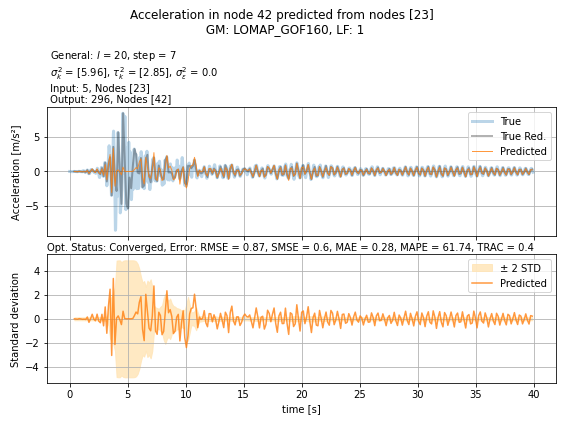 Acceleration in node 42 predicted from nodes [23]
GM: LOMAP_GOF160, LF: 1
General: l = 20, step = 7
σ²ₖ = [5.96], τ²ₖ = [2.85], σ²ε = 0.0
Input: 5, Nodes [23]
Output: 296, Nodes [42]
True
True Red.
Predicted
5
0
−5
Acceleration [m/s²]
Opt. Status: Converged, Error: RMSE = 0.87, SMSE = 0.6, MAE = 0.28, MAPE = 61.74, TRAC = 0.4
± 2 STD
Predicted
4
2
0
−2
−4
Standard deviation
0 5 10 15 20 25 30 35 40
time [s]